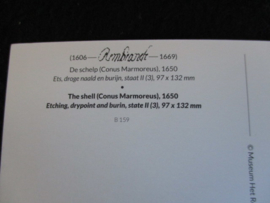 (1606 — Rembrandt — 1669)
De schelp (Conus Marmoreus), 1650
Ets, droge naald en burijn, staat II (3), 97 x 132 mm
•
The shell (Conus Marmoreus), 1650
Etching, drypoint and burin, state II (3), 97 x 132 mm
B 159
© Museum Het R